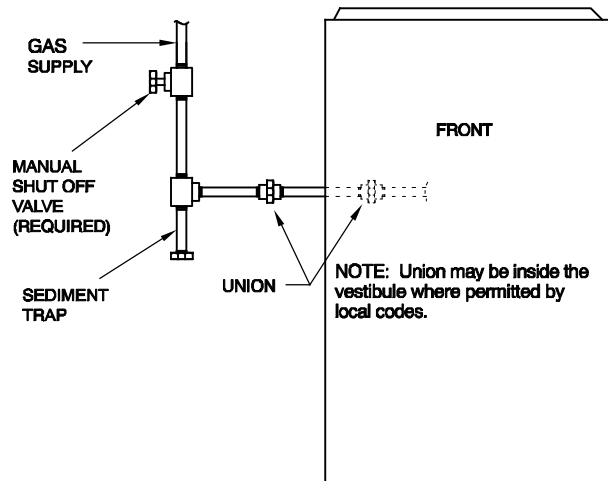 GAS
SUPPLY
FRONT
MANUAL
SHUT OFF
VALVE
(REQUIRED)
SEDIMENT
TRAP
UNION
NOTE: Union may be inside the
vestibule where permitted by
local codes.